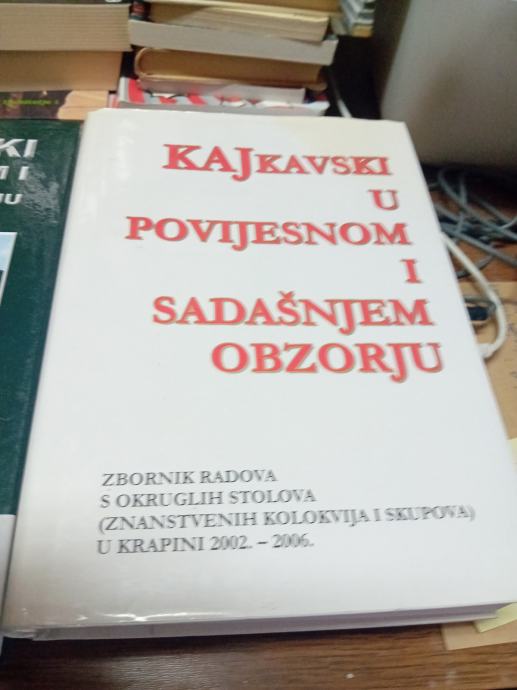 KAJKAVSKI
U
POVIJESNOM
I
SADAŠNJEM
OBZORJU
ZBORNIK RADOVA
S OKRUGLIH STOLOVA
(ZNANSTVENIH KOLOKVIJA I SKUPOVA)
U KRAPINI 2002. – 2006.